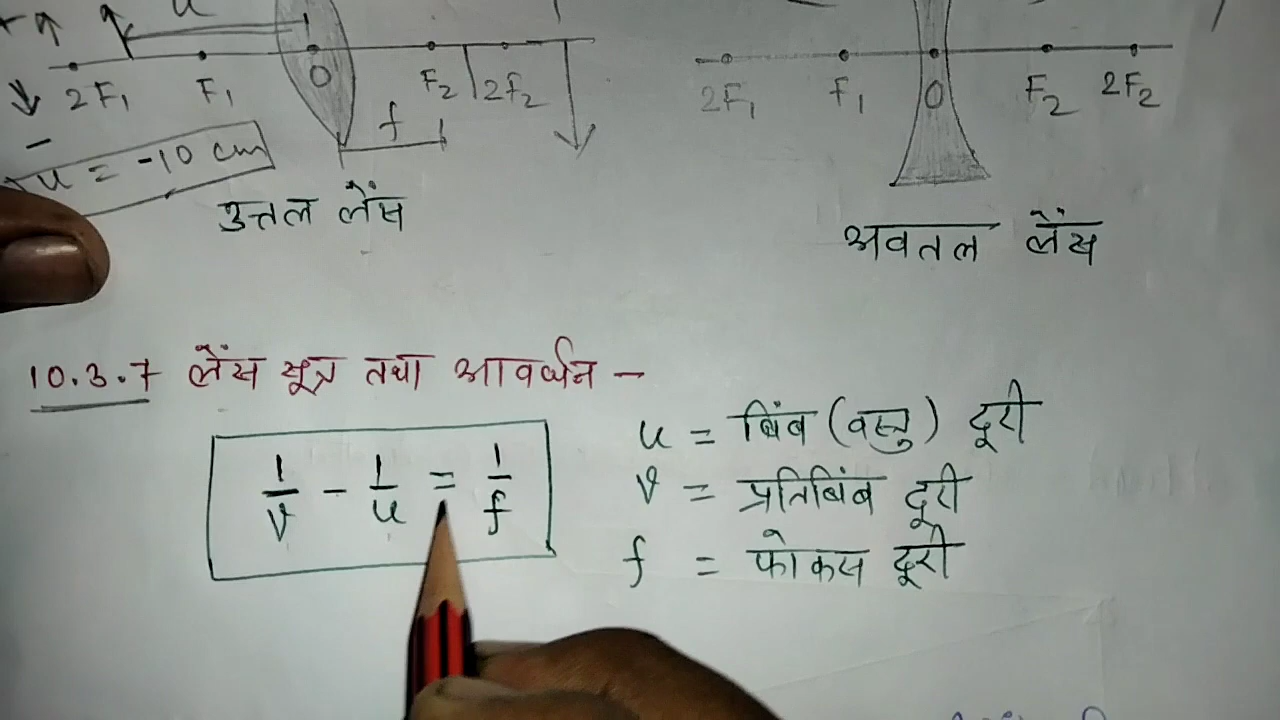 u
+
2F₁ F₁ O F₂ 2F₂
f
-
u = -10 cm
उत्तल लेंस
2F₁ F₁ O F₂ 2F₂
अवतल लेंस
10.3.7 लेंस सूत्र तथा आवर्धन -
1/v - 1/u = 1/f
u = बिंब (वस्तु) दूरी
v = प्रतिबिंब दूरी
f = फोकस दूरी